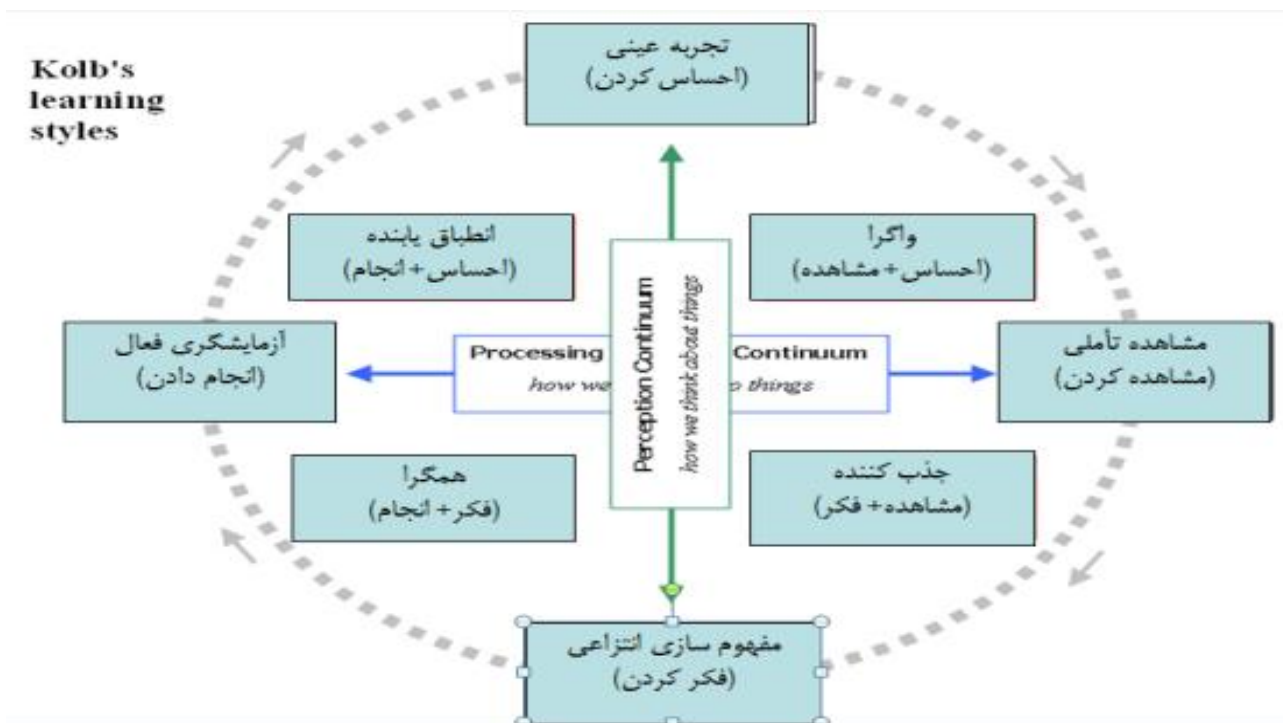 Kolb's
learning
styles
تجربه عینی
(احساس کردن)
انطباق یابنده
(احساس+ انجام)
واگرا
(احساس+ مشاهده)
آزمایشگری فعال
(انجام دادن)
Processing
how we
Perception Continuum
how we think about things
Continuum
things
مشاهده تأملی
(مشاهده کردن)
همگرا
(فکر+ انجام)
جذب کننده
(مشاهده+ فکر)
مفهوم سازی انتزاعی
(فکر کردن)